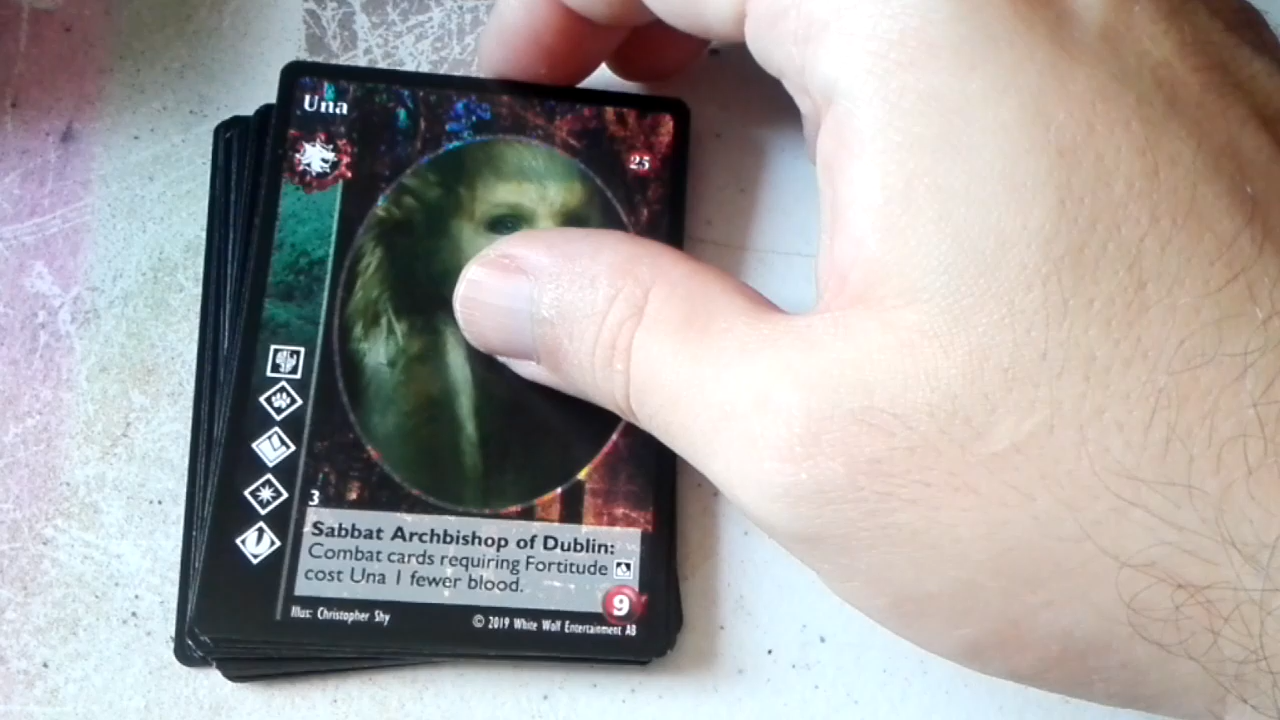 Una
25
3
Sabbat Archbishop of Dublin:
Combat cards requiring Fortitude
cost Una 1 fewer blood.
9
Illus: Christopher Shy
© 2019 White Wolf Entertainment AB